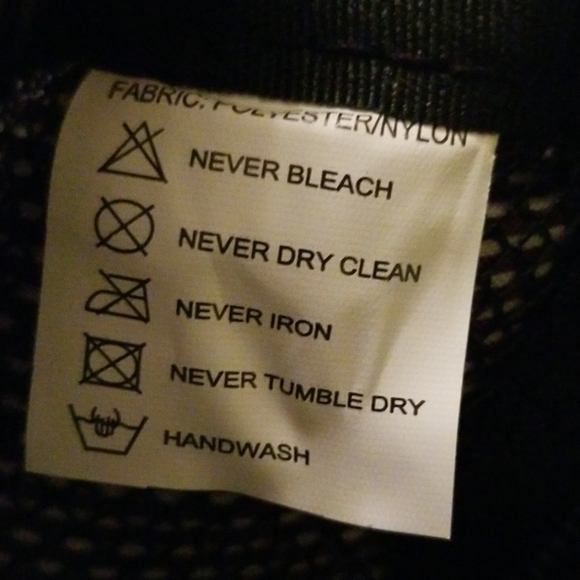 FABRIC: POLYESTER/NYLON
NEVER BLEACH
NEVER DRY CLEAN
NEVER IRON
NEVER TUMBLE DRY
HANDWASH